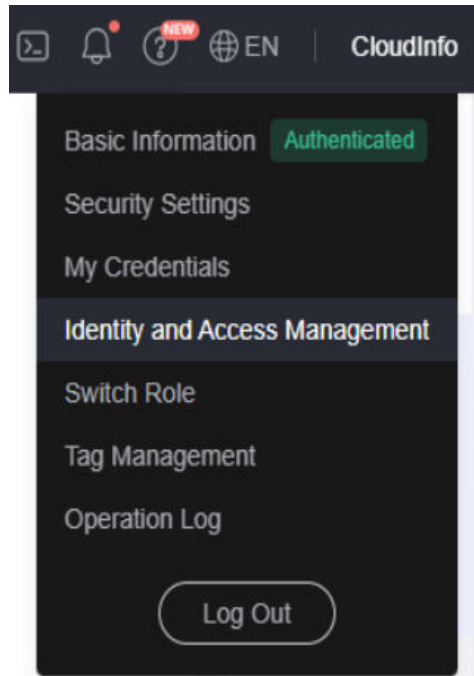 NEW
EN CloudInfo
Basic Information Authenticated
Security Settings
My Credentials
Identity and Access Management
Switch Role
Tag Management
Operation Log
Log Out